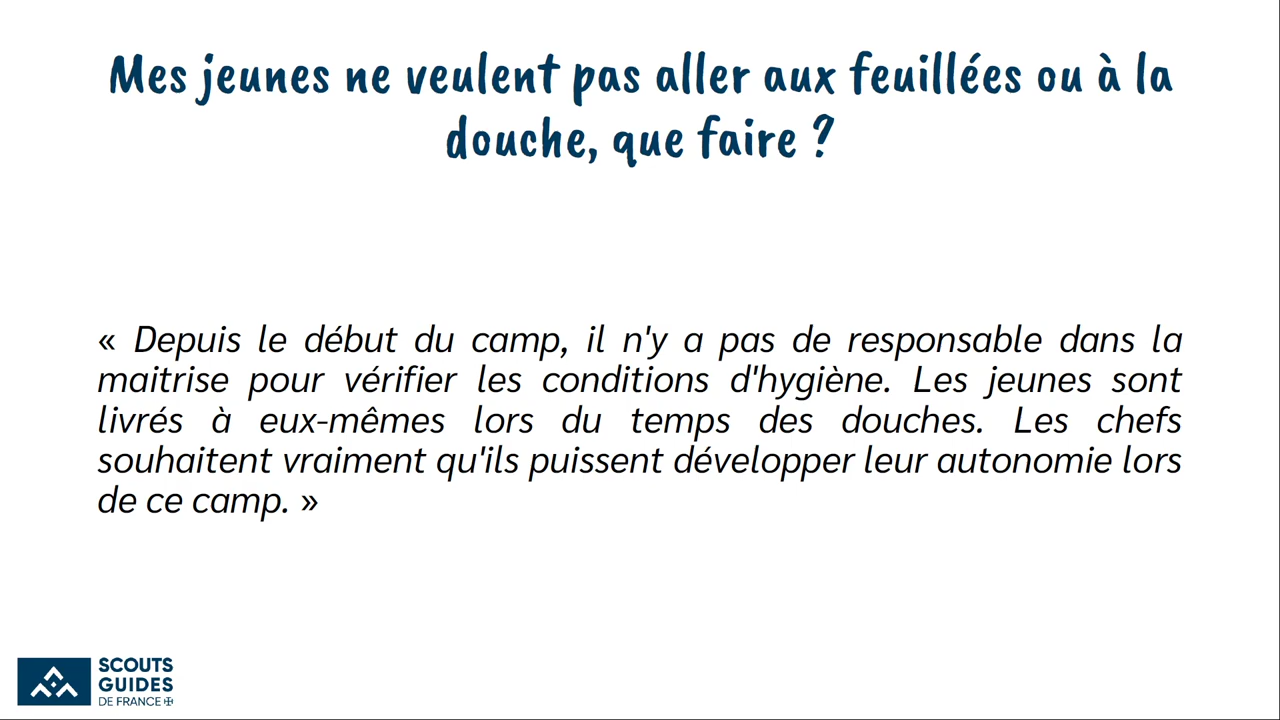 Mes jeunes ne veulent pas aller aux feuillées ou à la
douche, que faire ?
« Depuis le début du camp, il n'y a pas de responsable dans la
maitrise pour vérifier les conditions d'hygiène. Les jeunes sont
livrés à eux-mêmes lors du temps des douches. Les chefs
souhaitent vraiment qu'ils puissent développer leur autonomie lors
de ce camp. »
SCOUTS
GUIDES
DE FRANCE